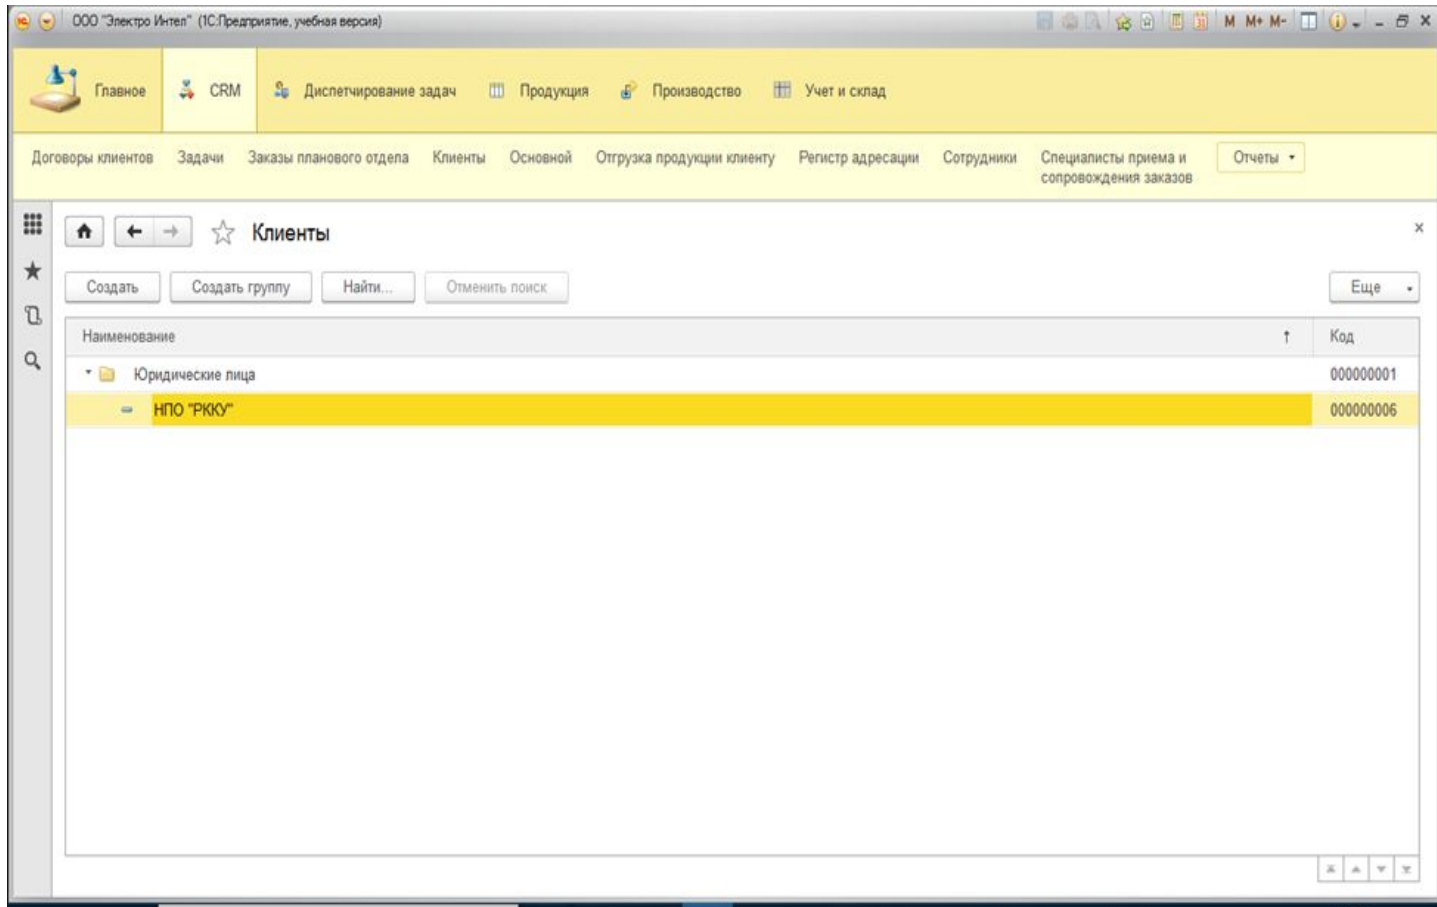 ООО "Электро Интел" (1С:Предприятие, учебная версия)
M M+ M-
Главное CRM Диспетчирование задач Продукция Производство Учет и склад
Договоры клиентов Задачи Заказы планового отдела Клиенты Основной Отгрузка продукции клиенту Регистр адресации Сотрудники Специалисты приема и сопровождения заказов Отчеты
Клиенты
Создать Создать группу Найти... Отменить поиск Еще
Наименование Код
Юридические лица 000000001
НПО "РККУ" 000000006